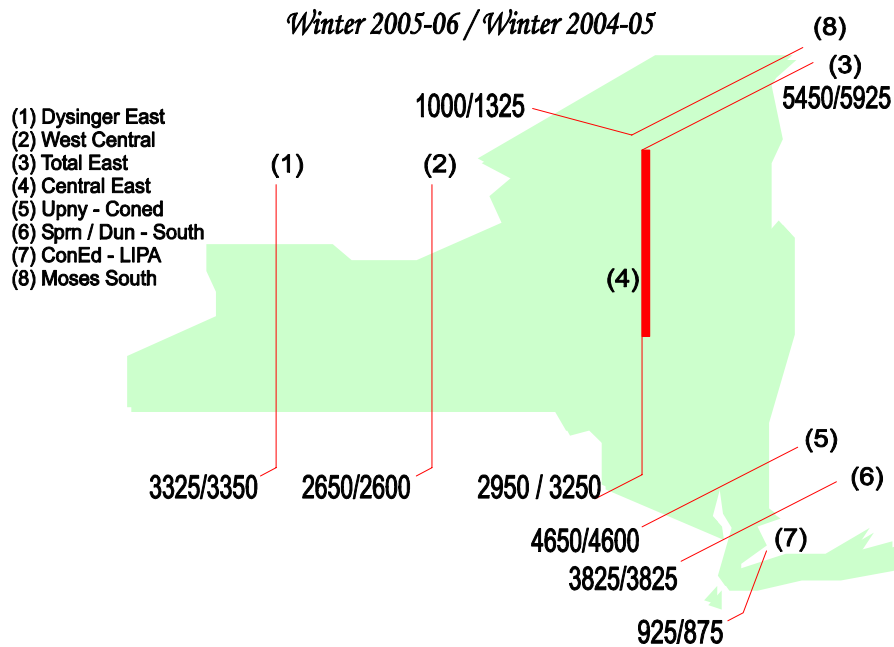 Winter 2005-06 / Winter 2004-05
(8)
(3)
1000/1325
5450/5925
(1) Dysinger East
(2) West Central
(3) Total East
(4) Central East
(5) Upny - Coned
(6) Sprn / Dun - South
(7) ConEd - LIPA
(8) Moses South
(1)
(2)
(4)
(5)
(6)
3325/3350
2650/2600
2950 / 3250
4650/4600
(7)
3825/3825
925/875